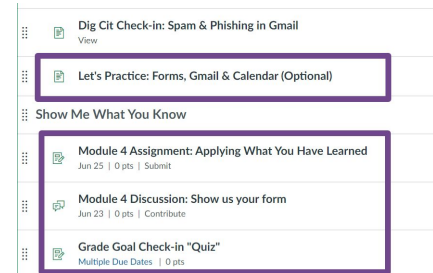 Dig Cit Check-in: Spam & Phishing in Gmail
View
Let's Practice: Forms, Gmail & Calendar (Optional)
Show Me What You Know
Module 4 Assignment: Applying What You Have Learned
Jun 25 | 0 pts | Submit
Module 4 Discussion: Show us your form
Jun 23 | 0 pts | Contribute
Grade Goal Check-in "Quiz"
Multiple Due Dates | 0 pts